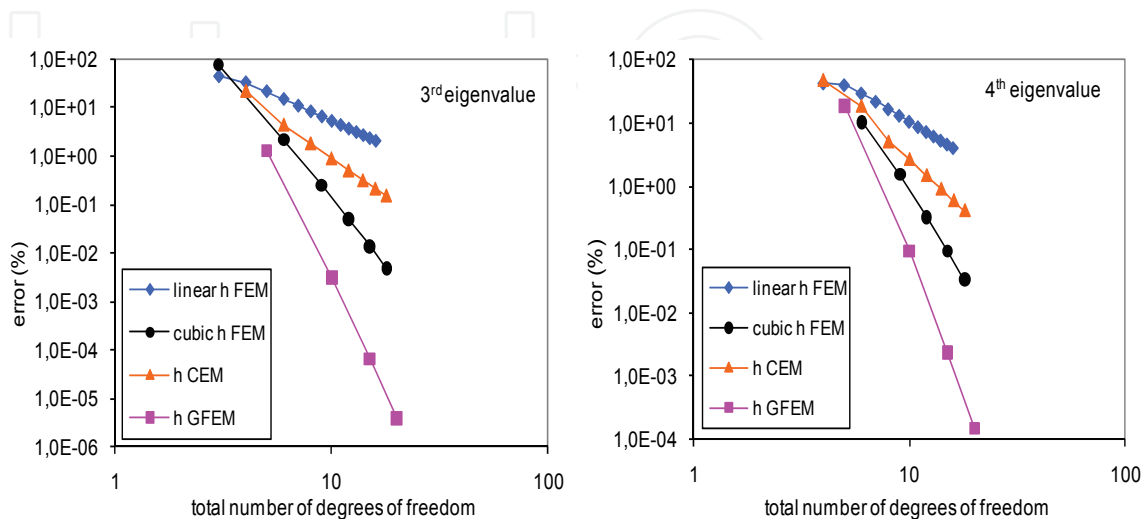 1,0E+02
1,0E+01
1,0E+00
1,0E-01
1,0E-02
1,0E-03
1,0E-04
1,0E-05
1,0E-06
error (%)
3rd eigenvalue
linear h FEM
cubic h FEM
h CEM
h GFEM
1
10
100
total number of degrees of freedom
1,0E+02
1,0E+01
1,0E+00
1,0E-01
1,0E-02
1,0E-03
1,0E-04
error (%)
4th eigenvalue
linear h FEM
cubic h FEM
h CEM
h GFEM
1
10
100
total number of degrees of freedom